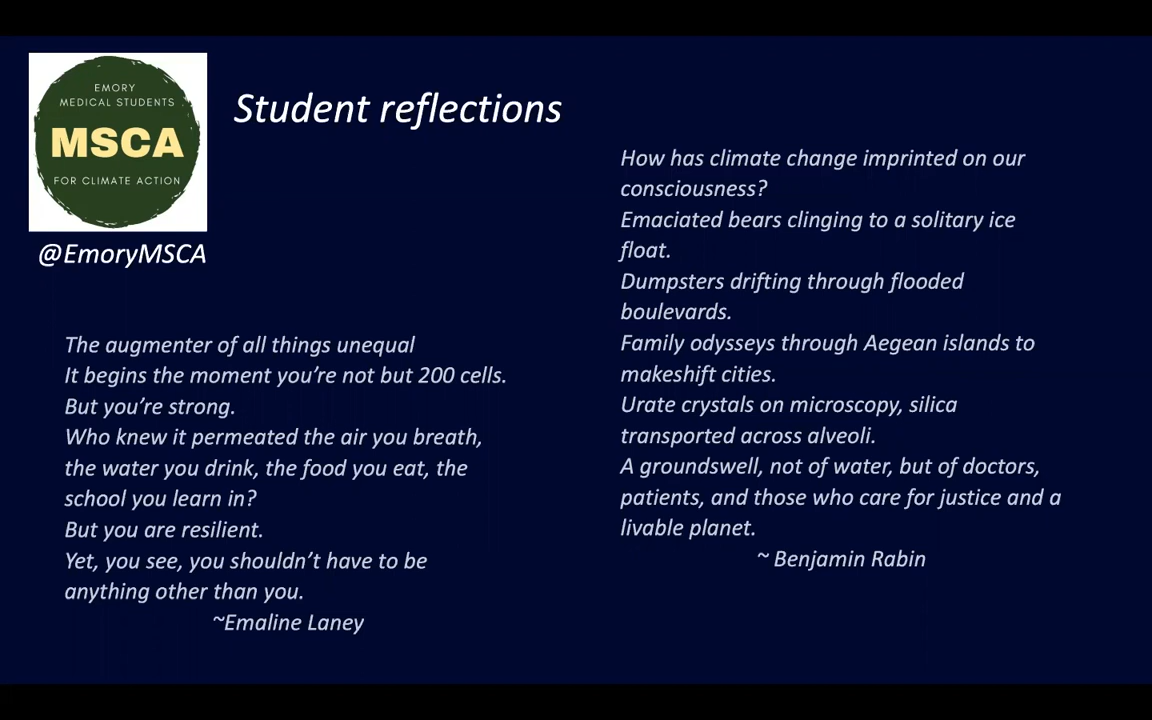 EMORY
MEDICAL STUDENTS
MSCA
FOR CLIMATE ACTION
@EmoryMSCA
Student reflections
The augmenter of all things unequal
It begins the moment you’re not but 200 cells.
But you’re strong.
Who knew it permeated the air you breath,
the water you drink, the food you eat, the
school you learn in?
But you are resilient.
Yet, you see, you shouldn’t have to be
anything other than you.
~Emaline Laney
How has climate change imprinted on our
consciousness?
Emaciated bears clinging to a solitary ice
float.
Dumpsters drifting through flooded
boulevards.
Family odysseys through Aegean islands to
makeshift cities.
Urate crystals on microscopy, silica
transported across alveoli.
A groundswell, not of water, but of doctors,
patients, and those who care for justice and a
livable planet.
~ Benjamin Rabin